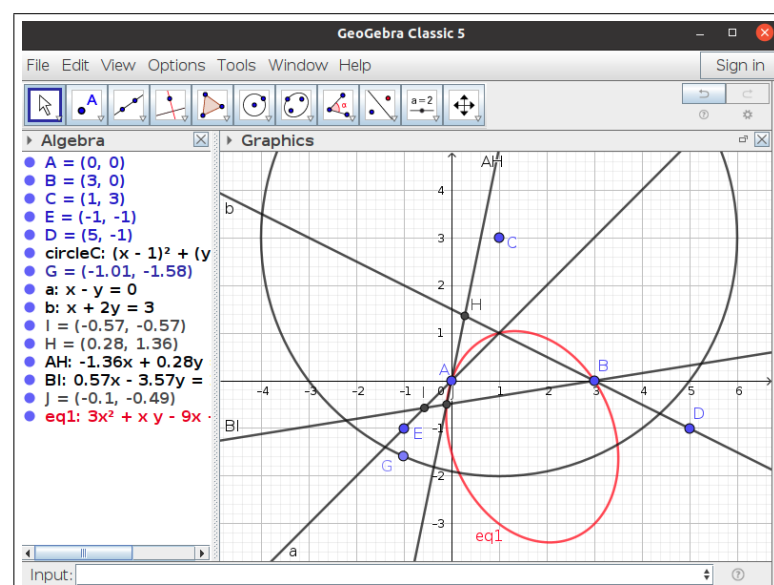 GeoGebra Classic 5
File Edit View Options Tools Window Help
Sign in
A
α
a=2
Algebra
Graphics
A = (0, 0)
B = (3, 0)
C = (1, 3)
E = (-1, -1)
D = (5, -1)
circleC: (x - 1)² + (y
G = (-1.01, -1.58)
a: x - y = 0
b: x + 2y = 3
I = (-0.57, -0.57)
H = (0.28, 1.36)
AH: -1.36x + 0.28y
BI: 0.57x - 3.57y =
J = (-0.1, -0.49)
eq1: 3x² + x y - 9x
AH
4
b
3
C
2
H
1
A
B
-4 -3 -2 -1 0 1 2 3 4 5 6
I
D
BI
-1
E
G
-2
-3
eq1
a
Input: